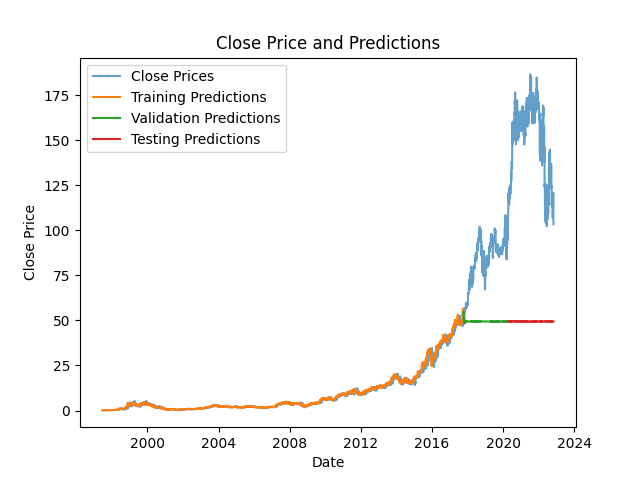 Close Price and Predictions
Close Prices
Training Predictions
Validation Predictions
Testing Predictions
175
150
125
100
75
50
25
0
Close Price
2000 2004 2008 2012 2016 2020 2024
Date